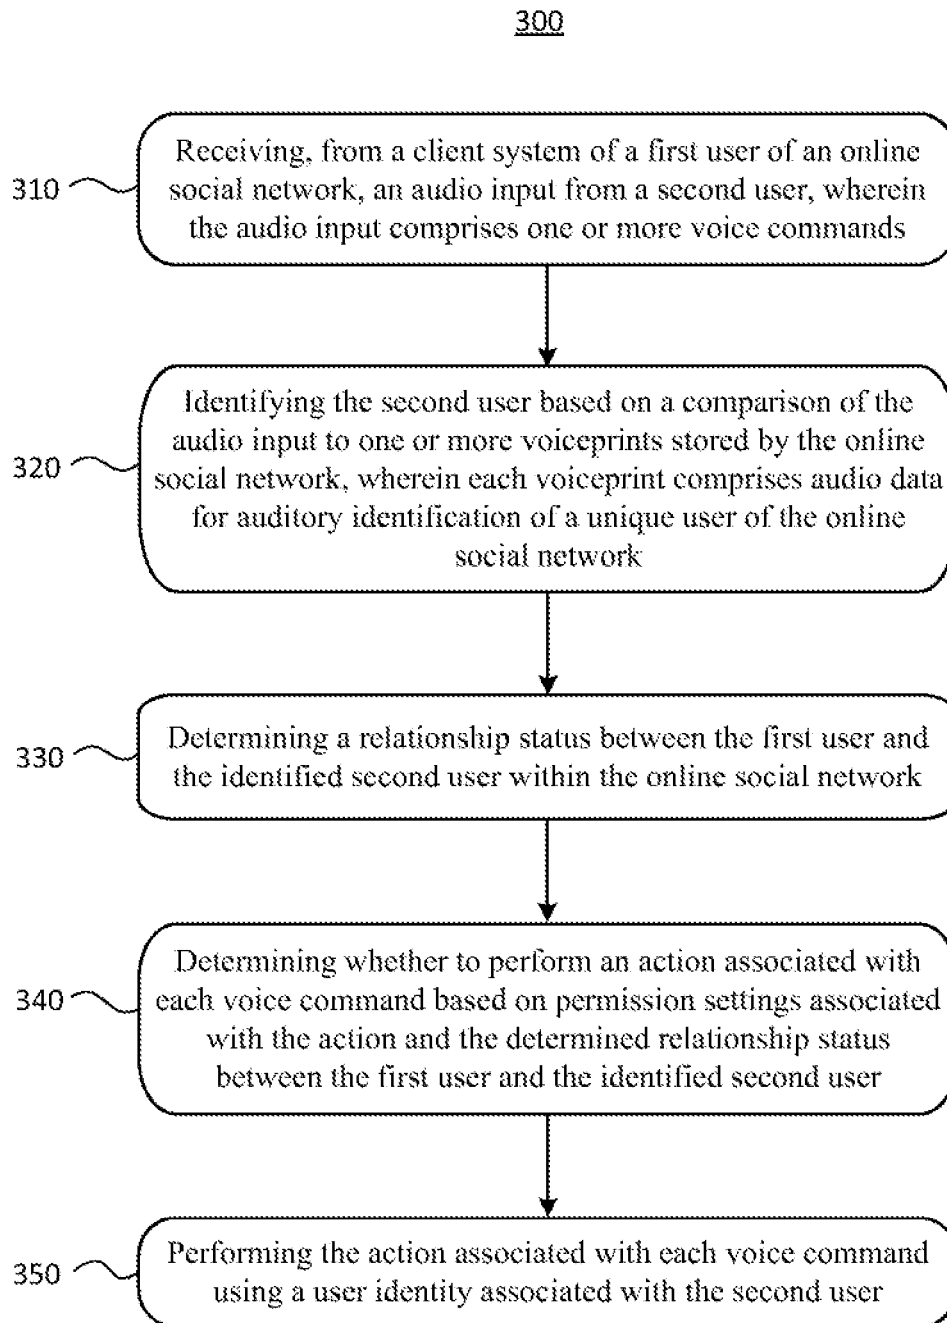 300
Receiving, from a client system of a first user of an online
310
social network, an audio input from a second user, wherein
the audio input comprises one or more voice commands
Identifying the second user based on a comparison of the
audio input to one or more voiceprints stored by the online
320
social network, wherein each voiceprint comprises audio data
for auditory identification of a unique user of the online
social network
330
Determining a relationship status between the first user and
the identified second user within the online social network
Determining whether to perform an action associated with
340
each voice command based on permission settings associated
with the action and the determined relationship status
between the first user and the identified second user
350
Performing the action associated with each voice command
using a user identity associated with the second user